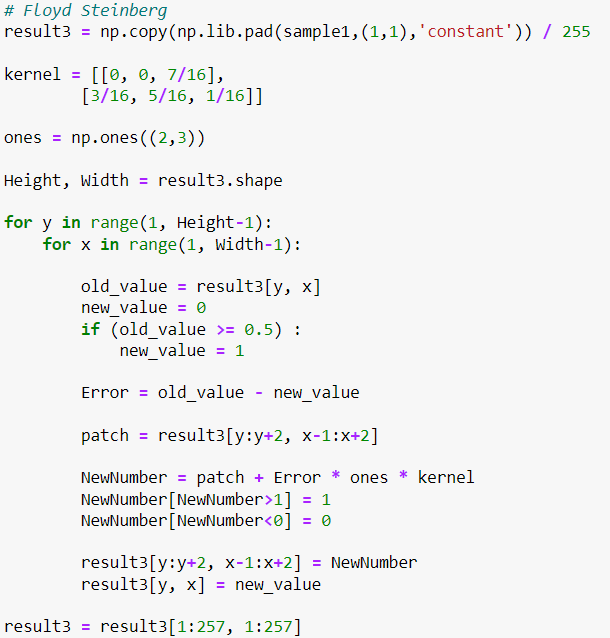 # Floyd Steinberg
result3 = np.copy(np.lib.pad(sample1,(1,1),'constant')) / 255
kernel = [[0, 0, 7/16],
        [3/16, 5/16, 1/16]]
ones = np.ones((2,3))
Height, Width = result3.shape
for y in range(1, Height-1):
    for x in range(1, Width-1):
        old_value = result3[y, x]
        new_value = 0
        if (old_value >= 0.5) :
            new_value = 1
        Error = old_value - new_value
        patch = result3[y:y+2, x-1:x+2]
        NewNumber = patch + Error * ones * kernel
        NewNumber[NewNumber>1] = 1
        NewNumber[NewNumber<0] = 0
        result3[y:y+2, x-1:x+2] = NewNumber
        result3[y, x] = new_value
result3 = result3[1:257, 1:257]